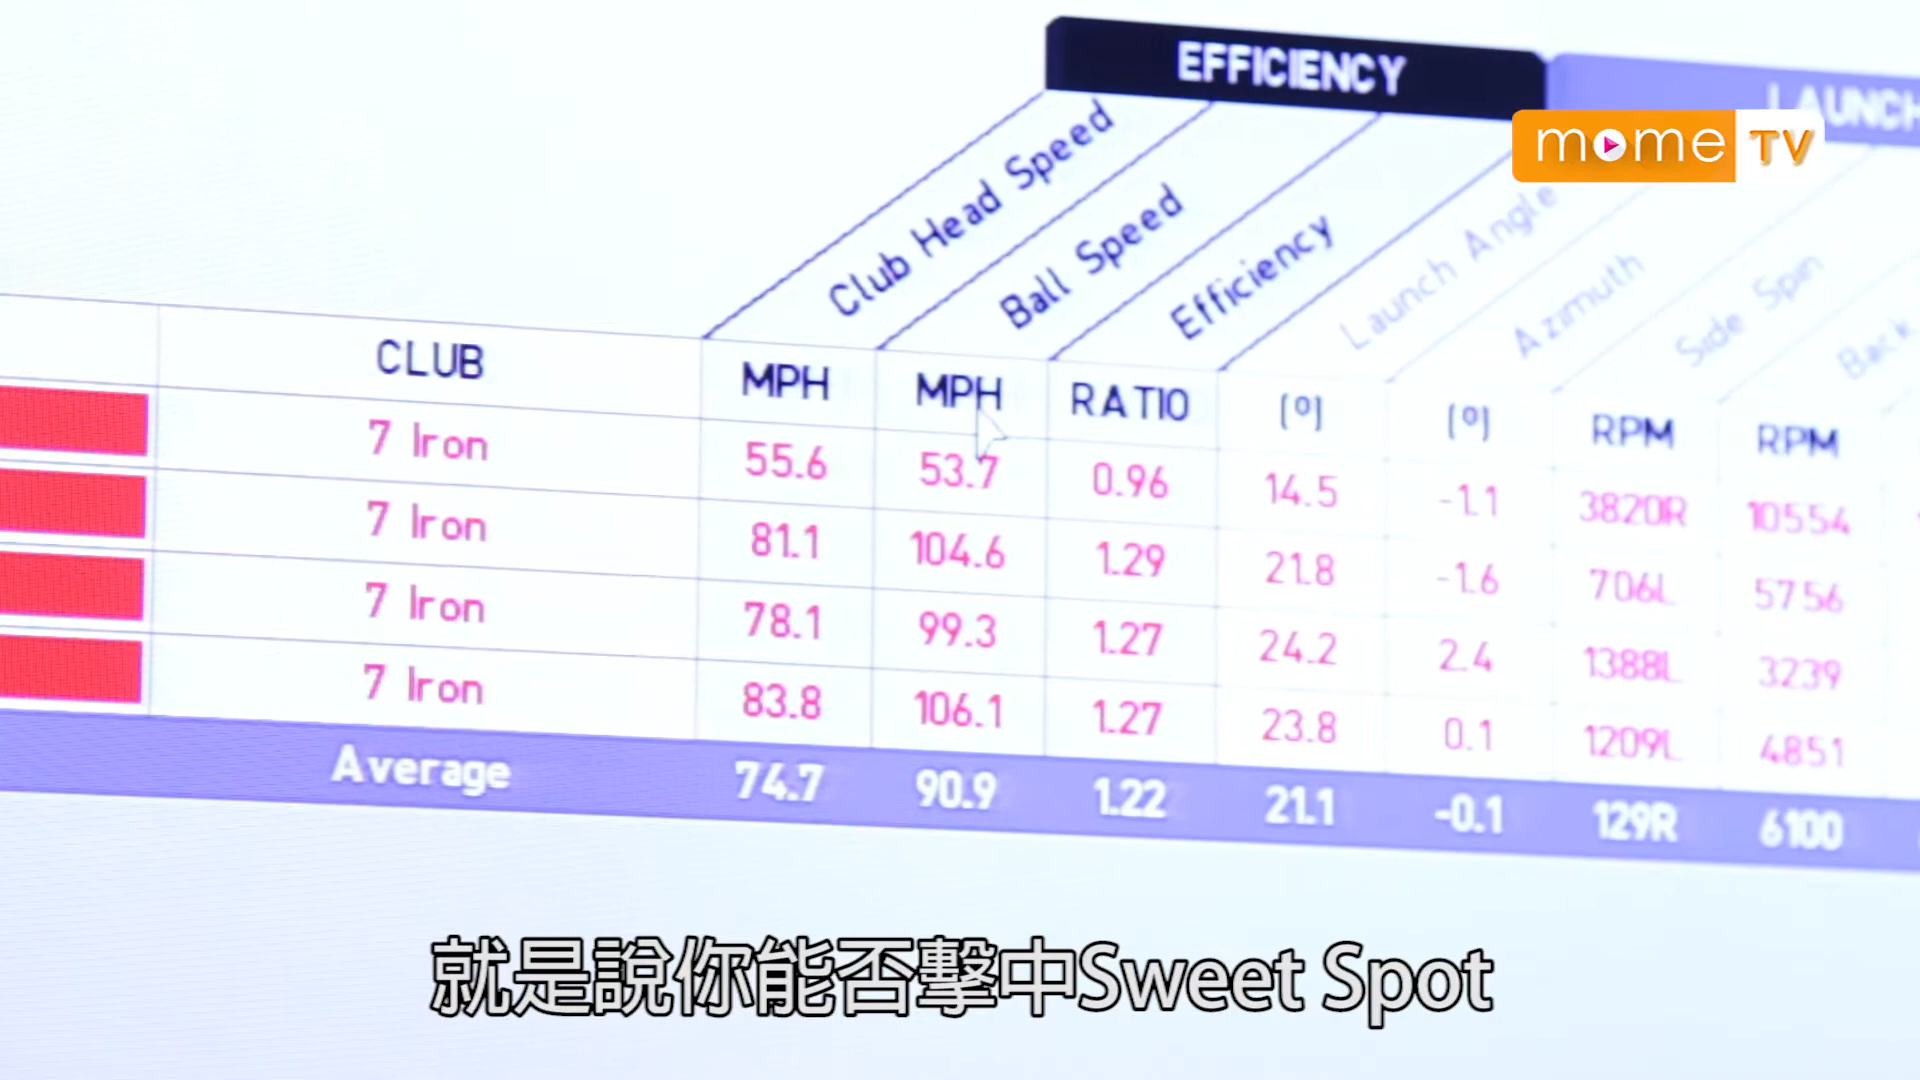 EFFICIENCY LAUNCH
mome TV
Club Head Speed Ball Speed Efficiency Launch Angle Azimuth Side Spin Back
CLUB MPH MPH RATIO (º) (º) RPM RPM
7 Iron 55.6 53.7 0.96 14.5 -1.1 3820R 10554
7 Iron 81.1 104.6 1.29 21.8 -1.6 706L 5756
7 Iron 78.1 99.3 1.27 24.2 2.4 1388L 3239
7 Iron 83.8 106.1 1.27 23.8 0.1 1209L 4851
Average 74.7 90.9 1.22 21.1 -0.1 129R 6100
就是說你能否擊中Sweet Spot